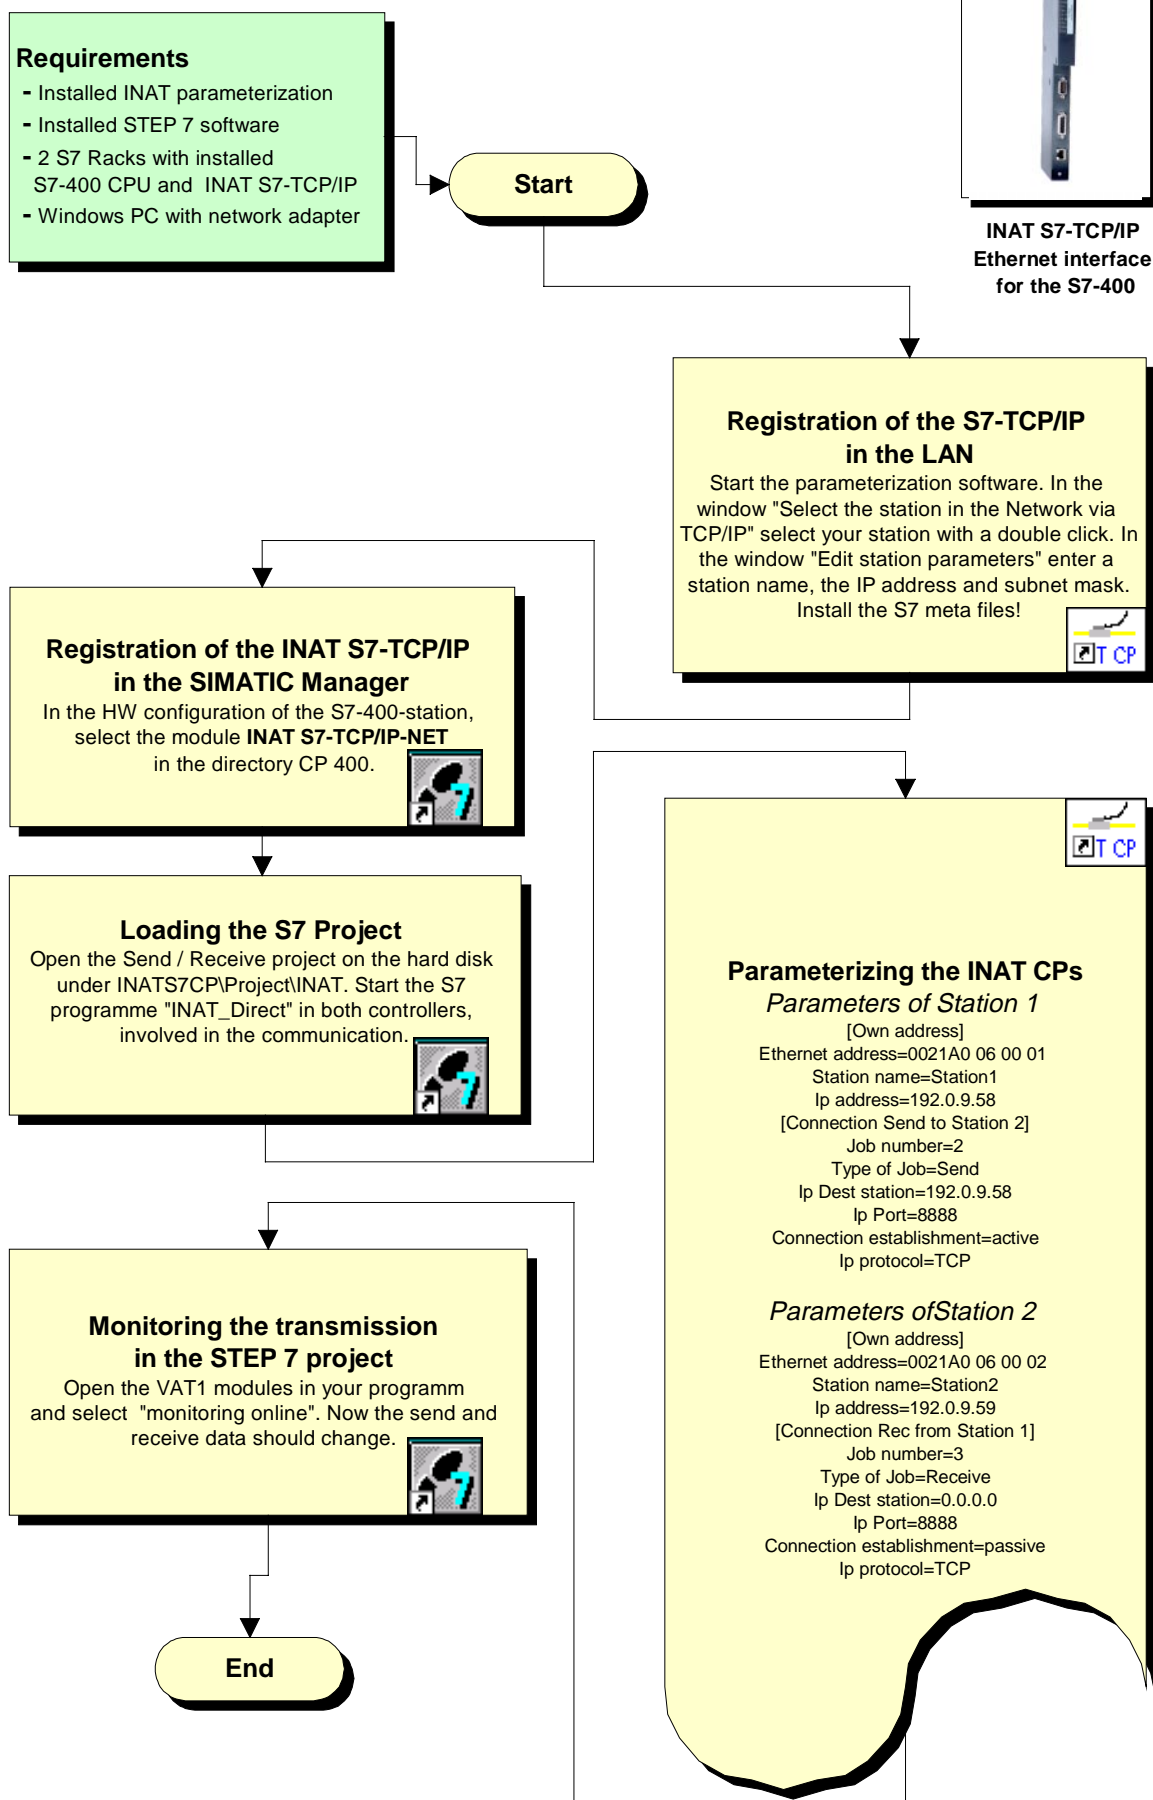 Requirements
- Installed INAT parameterization
- Installed STEP 7 software
- 2 S7 Racks with installed
S7-400 CPU and INAT S7-TCP/IP
- Windows PC with network adapter
Start
INAT S7-TCP/IP
Ethernet interface
for the S7-400
Registration of the S7-TCP/IP
in the LAN
Start the parameterization software. In the
window "Select the station in the Network via
TCP/IP" select your station with a double click. In
the window "Edit station parameters" enter a
station name, the IP address and subnet mask.
Install the S7 meta files!
T CP
Registration of the INAT S7-TCP/IP
in the SIMATIC Manager
In the HW configuration of the S7-400-station,
select the module INAT S7-TCP/IP-NET
in the directory CP 400.
7
Loading the S7 Project
Open the Send / Receive project on the hard disk
under INATS7CP\Project\INAT. Start the S7
programme "INAT_Direct" in both controllers,
involved in the communication.
7
T CP
Parameterizing the INAT CPs
Parameters of Station 1
[Own address]
Ethernet address=0021A0 06 00 01
Station name=Station1
Ip address=192.0.9.58
[Connection Send to Station 2]
Job number=2
Type of Job=Send
Ip Dest station=192.0.9.58
Ip Port=8888
Connection establishment=active
Ip protocol=TCP
Parameters ofStation 2
[Own address]
Ethernet address=0021A0 06 00 02
Station name=Station2
Ip address=192.0.9.59
[Connection Rec from Station 1]
Job number=3
Type of Job=Receive
Ip Dest station=0.0.0.0
Ip Port=8888
Connection establishment=passive
Ip protocol=TCP
Monitoring the transmission
in the STEP 7 project
Open the VAT1 modules in your programm
and select "monitoring online". Now the send and
receive data should change.
7
End